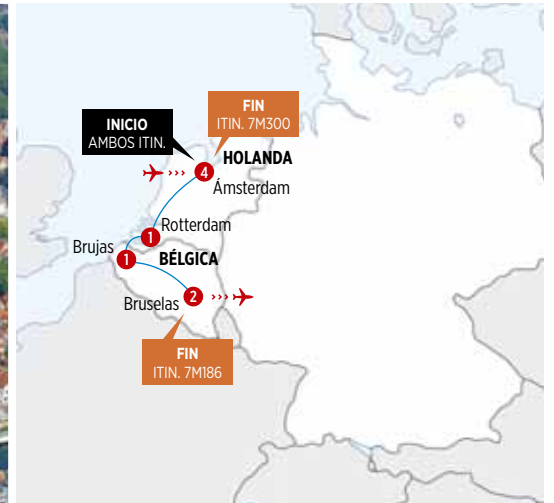 INICIO
AMBOS ITIN.
FIN
ITIN. 7M300
HOLANDA
4
Ámsterdam
Rotterdam
1
Brujas
1
BÉLGICA
Bruselas
2
FIN
ITIN. 7M186